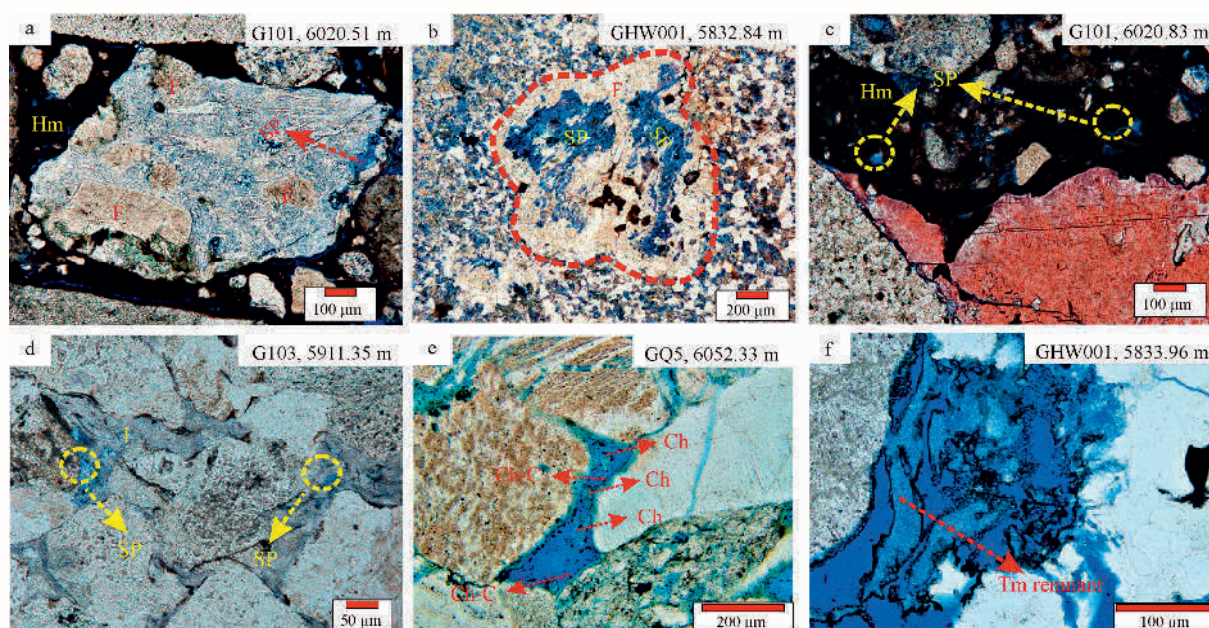 a
G101, 6020.51 m
F
Hm
F
F
100 μm
b
GHW001, 5832.84 m
F
SP
200 μm
c
G101, 6020.83 m
SP
Hm
100 μm
d
G103, 5911.35 m
I
SP
SP
50 μm
e
GQ5, 6052.33 m
Ch
Ch-C
Ch
Ch
Ch-C
200 μm
f
GHW001, 5833.96 m
Tm remnant
100 μm